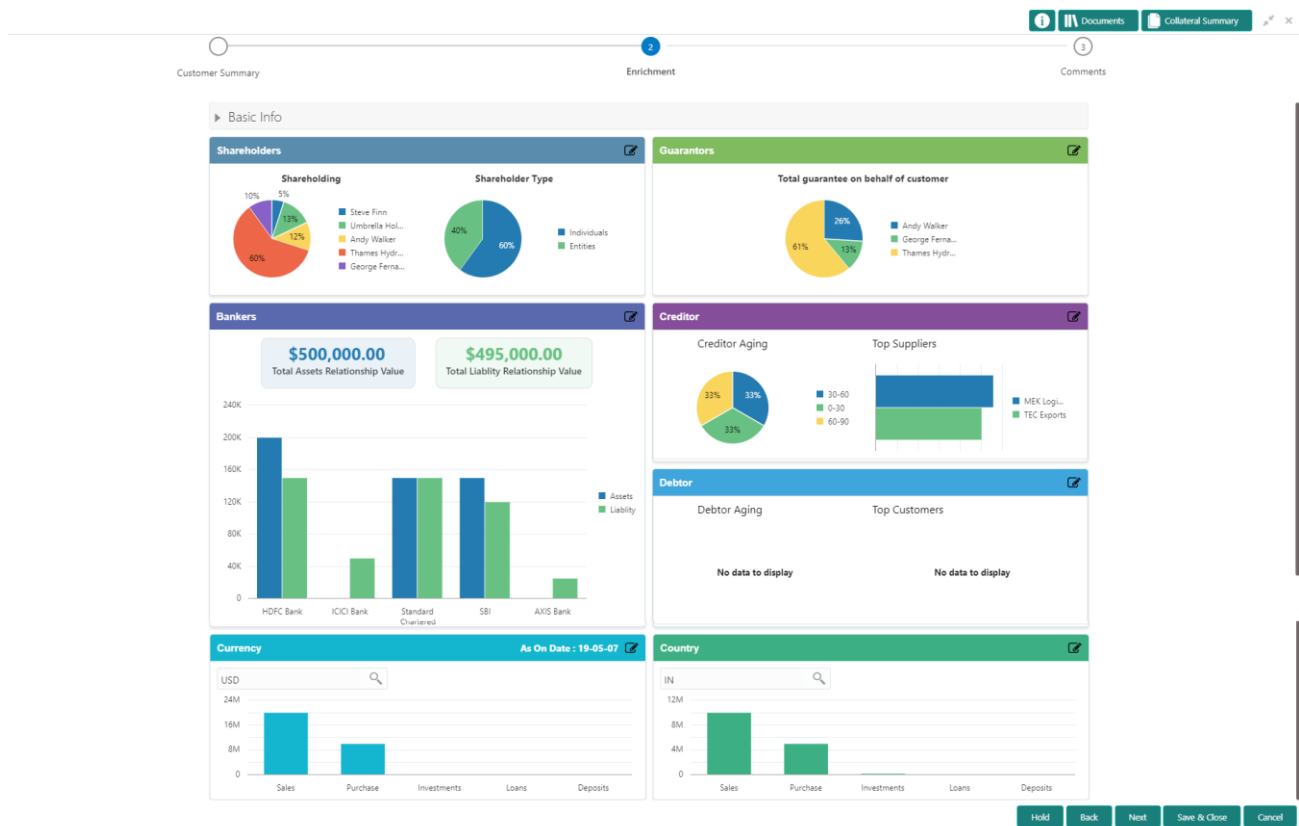 Documents
Collateral Summary
2
3
Customer Summary
Enrichment
Comments
Basic Info
Shareholders
Shareholding
10%
5%
13%
12%
60%
Steve Finn
Umbrella Hol...
Andy Walker
Thames Hydr...
George Ferna...
Shareholder Type
40%
60%
Individuals
Entities
Guarantors
Total guarantee on behalf of customer
26%
61%
13%
Andy Walker
George Ferna...
Thames Hydr...
Bankers
$500,000.00
Total Assets Relationship Value
$495,000.00
Total Liablity Relationship Value
240K
200K
160K
120K
80K
40K
0
HDFC Bank
ICICI Bank
Standard
Chartered
SBI
AXIS Bank
Assets
Liablity
Creditor
Creditor Aging
33%
33%
33%
30-60
0-30
60-90
Top Suppliers
MEK Logi...
TEC Exports
Debtor
Debtor Aging
Top Customers
No data to display
No data to display
Currency
As On Date : 19-05-07
USD
24M
16M
8M
0
Sales
Purchase
Investments
Loans
Deposits
Country
IN
12M
8M
4M
0
Sales
Purchase
Investments
Loans
Deposits
Hold
Back
Next
Save & Close
Cancel